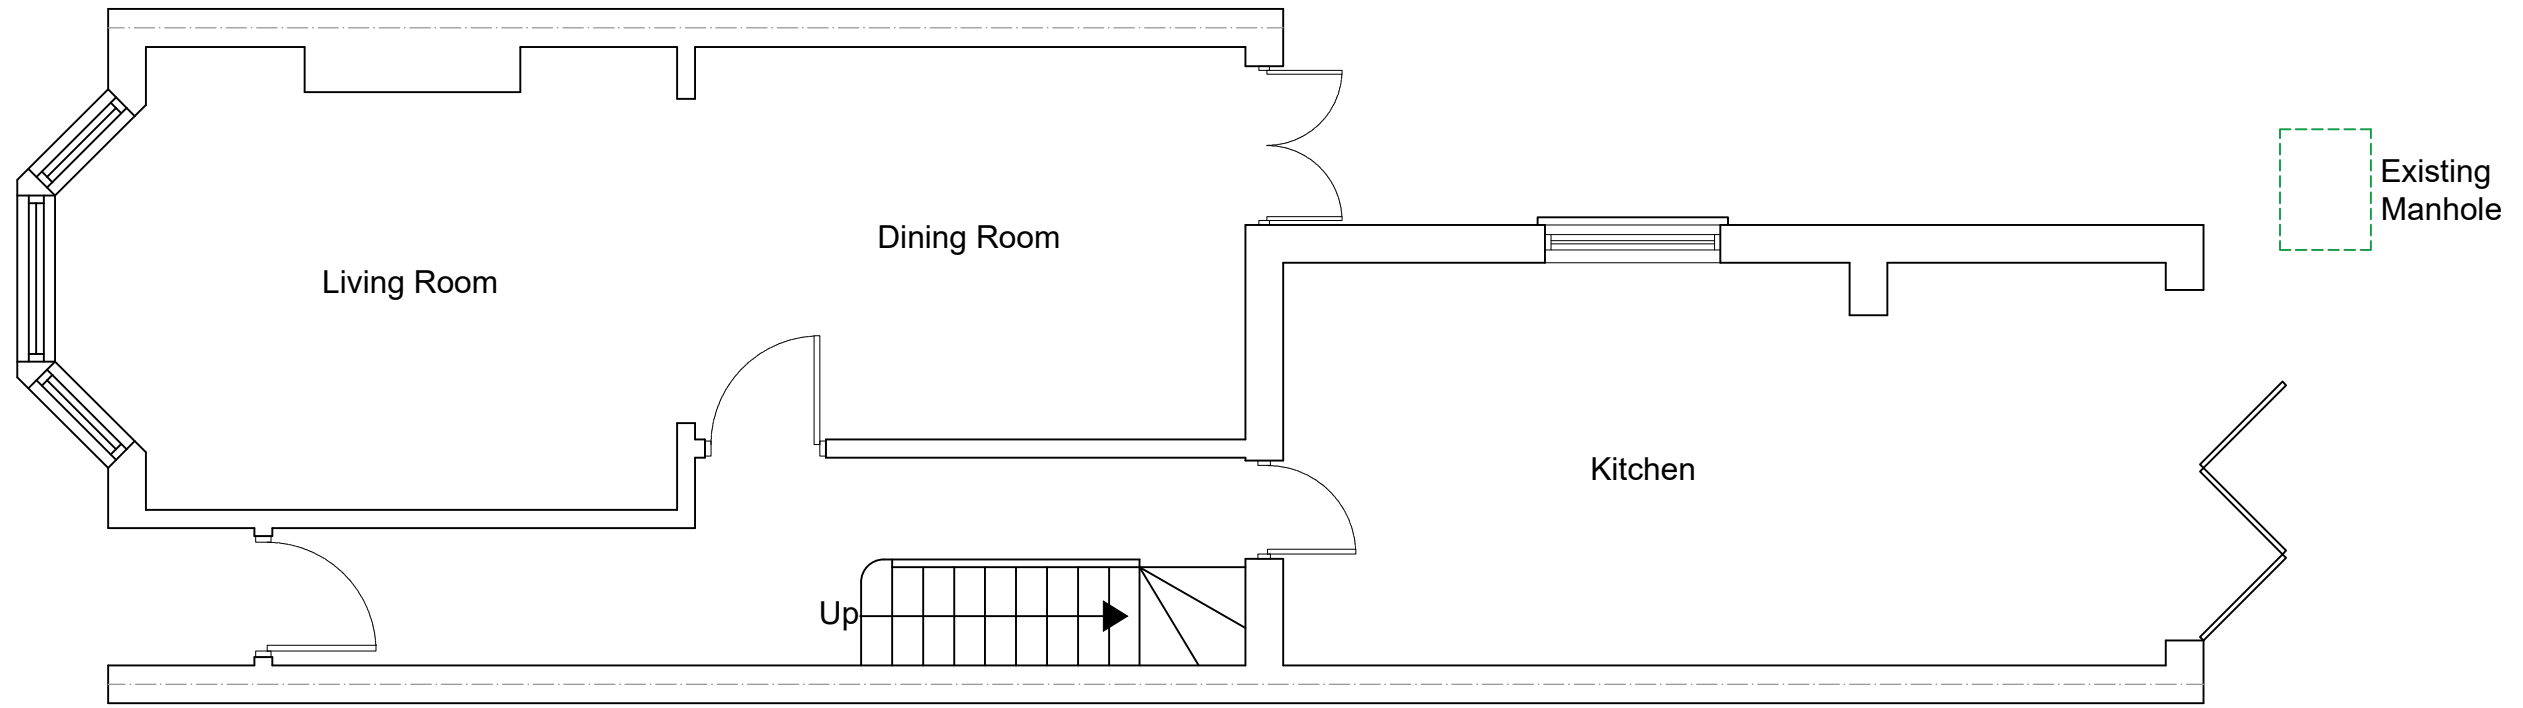 Living Room
Dining Room
Kitchen
Up
Existing
Manhole